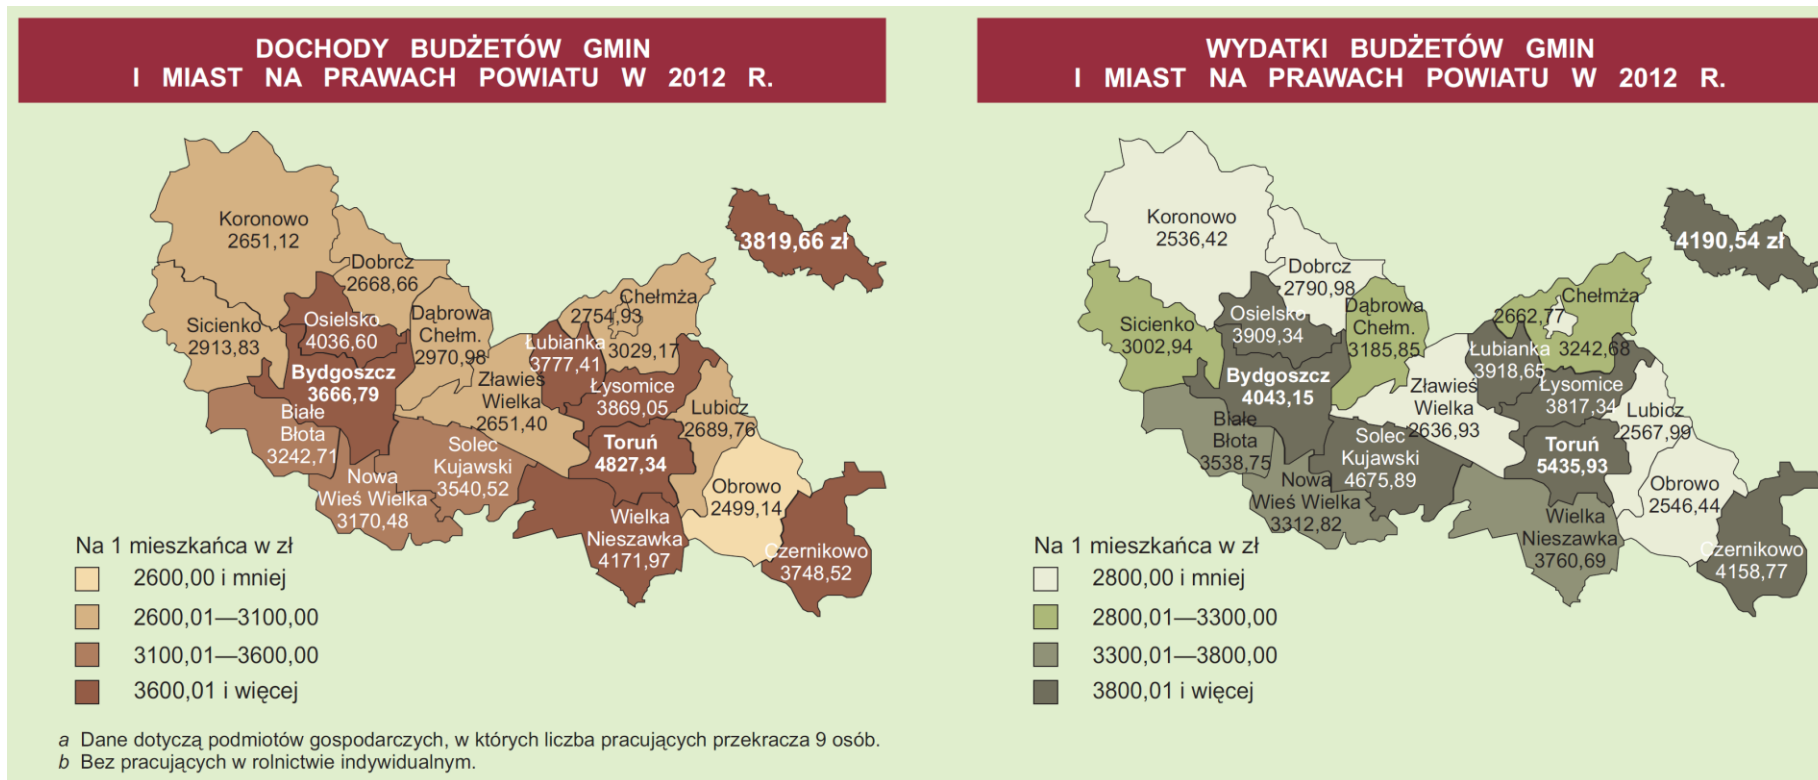 DOCHODY BUDŻETÓW GMIN
I MIAST NA PRAWACH POWIATU W 2012 R.
3819,66 zł
Koronowo
2651,12
Dobrcz
2668,66
Sicienko
2913,83
Osielsko
4036,60
Dąbrowa
Chełm.
2970,98
Chełmża
2754,93
3029,17
Łubianka
3777,41
Bydgoszcz
3666,79
Zławieś
Wielka
2651,40
Łysomice
3869,05
Lubicz
2689,76
Białe
Błota
3242,71
Solec
Kujawski
3540,52
Toruń
4827,34
Nowa
Wieś Wielka
3170,48
Obrowo
2499,14
Wielka
Nieszawka
4171,97
Czernikowo
3748,52
Na 1 mieszkańca w zł
2600,00 i mniej
2600,01—3100,00
3100,01—3600,00
3600,01 i więcej
a Dane dotyczą podmiotów gospodarczych, w których liczba pracujących przekracza 9 osób.
b Bez pracujących w rolnictwie indywidualnym.
WYDATKI BUDŻETÓW GMIN
I MIAST NA PRAWACH POWIATU W 2012 R.
4190,54 zł
Koronowo
2536,42
Dobrcz
2790,98
Sicienko
3002,94
Osielsko
3909,34
Dąbrowa
Chełm.
3185,85
Chełmża
2662,77
3242,68
Łubianka
3918,65
Bydgoszcz
4043,15
Zławieś
Wielka
2636,93
Łysomice
3817,34
Lubicz
2567,99
Białe
Błota
3538,75
Solec
Kujawski
4675,89
Toruń
5435,93
Nowa
Wieś Wielka
3312,82
Obrowo
2546,44
Wielka
Nieszawka
3760,69
Czernikowo
4158,77
Na 1 mieszkańca w zł
2800,00 i mniej
2800,01—3300,00
3300,01—3800,00
3800,01 i więcej